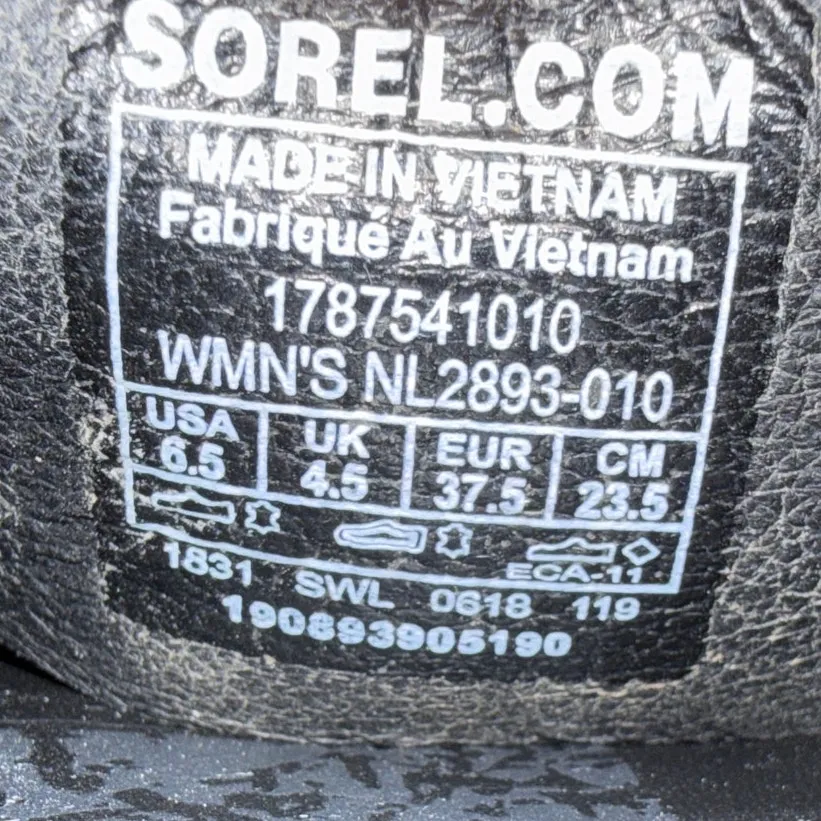 SOREL.COM
MADE IN VIETNAM
Fabriqué Au Vietnam
1787541010
WMN'S NL2893-010
USA UK EUR CM
6.5 4.5 37.5 23.5
ECA-11
1831 SWL 0618 119
190893905190